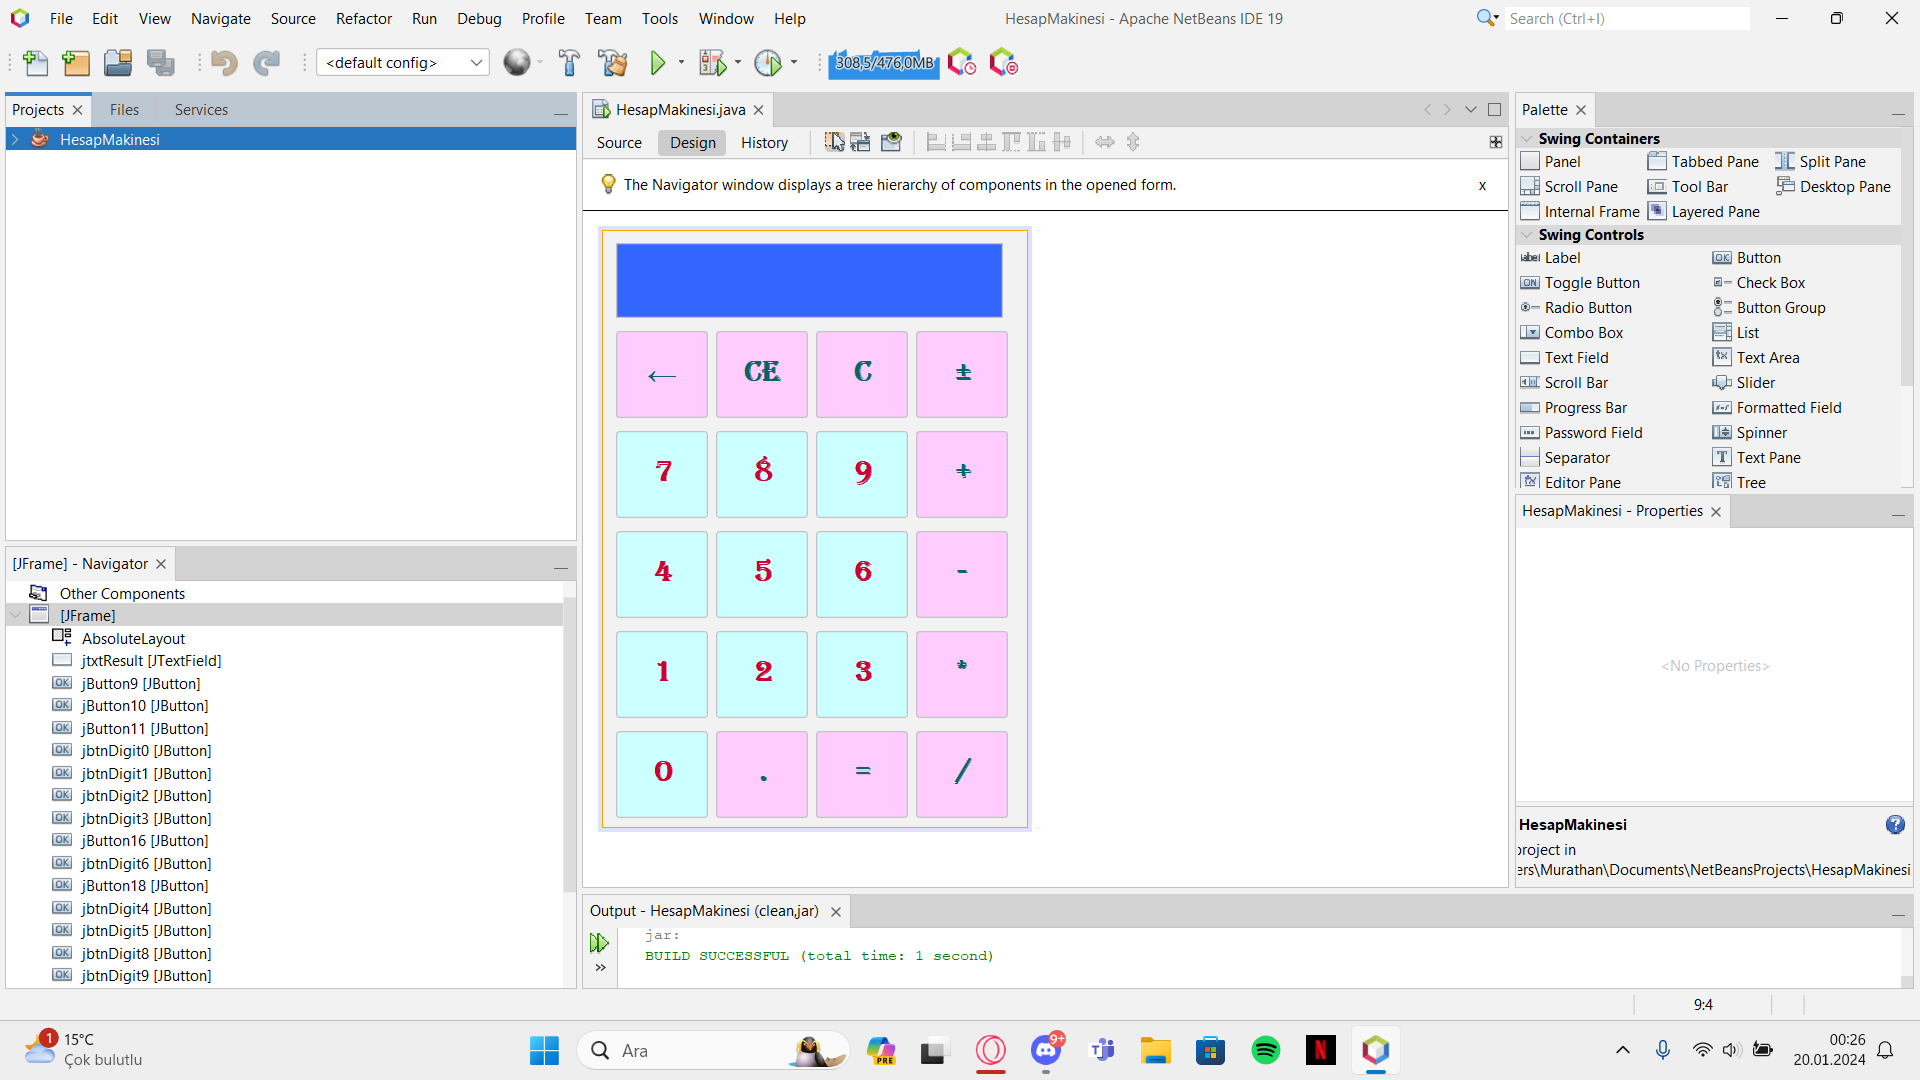 File Edit View Navigate Source Refactor Run Debug Profile Team Tools Window Help
HesapMakinesi - Apache NetBeans IDE 19
Search (Ctrl+I)
<default config>
308,5/476,0MB
Projects
Files
Services
HesapMakinesi
[JFrame] - Navigator
Other Components
[JFrame]
AbsoluteLayout
jtxtResult [JTextField]
jButton9 [JButton]
jButton10 [JButton]
jButton11 [JButton]
jbtnDigit0 [JButton]
jbtnDigit1 [JButton]
jbtnDigit2 [JButton]
jbtnDigit3 [JButton]
jButton16 [JButton]
jbtnDigit6 [JButton]
jButton18 [JButton]
jbtnDigit4 [JButton]
jbtnDigit5 [JButton]
jbtnDigit8 [JButton]
jbtnDigit9 [JButton]
HesapMakinesi.java
Source Design History
The Navigator window displays a tree hierarchy of components in the opened form.
x
← CE C ±
7 8 9 +
4 5 6 -
1 2 3 *
0 . = /
Output - HesapMakinesi (clean,jar)
jar:
BUILD SUCCESSFUL (total time: 1 second)
Palette
Swing Containers
Panel Tabbed Pane Split Pane
Scroll Pane Tool Bar Desktop Pane
Internal Frame Layered Pane
Swing Controls
Label Button
Toggle Button Check Box
Radio Button Button Group
Combo Box List
Text Field Text Area
Scroll Bar Slider
Progress Bar Formatted Field
Password Field Spinner
Separator Text Pane
Editor Pane Tree
HesapMakinesi - Properties
<No Properties>
HesapMakinesi
project in
ers\Murathan\Documents\NetBeansProjects\HesapMakinesi
9:4
1
15°C
Çok bulutlu
Ara
PRE
9+
00:26
20.01.2024